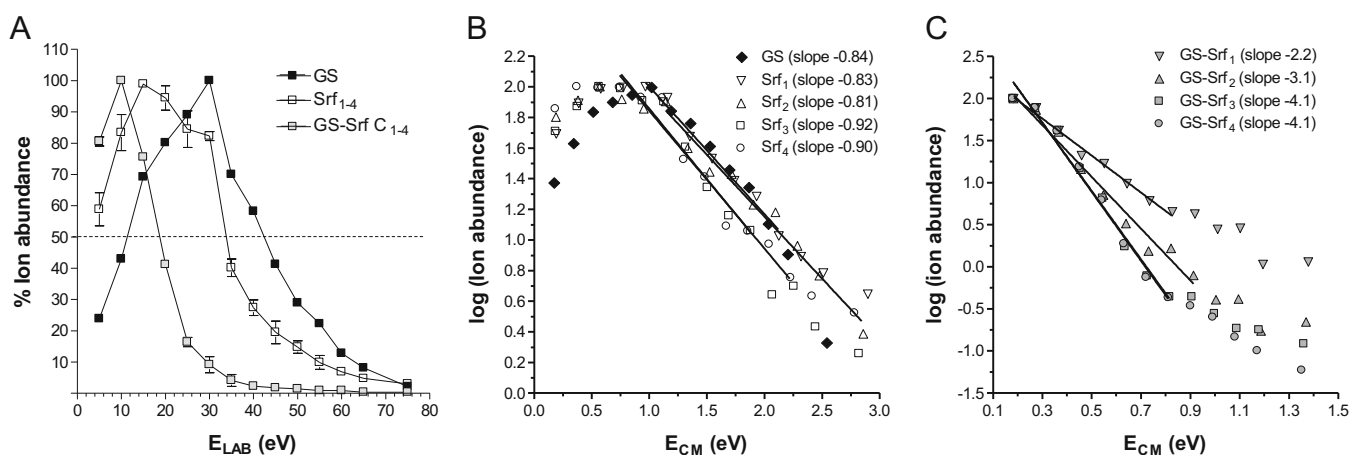 A
% Ion abundance
110
100
90
80
70
60
50
40
30
20
10
GS
Srf1-4
GS-Srf C 1-4
0 10 20 30 40 50 60 70 80
ELAB (eV)
B
log (Ion abundance)
2.2
2.0
1.8
1.6
1.4
1.2
1.0
0.8
0.6
0.4
0.2
0.0
GS (slope -0.84)
Srf1 (slope -0.83)
Srf2 (slope -0.81)
Srf3 (slope -0.92)
Srf4 (slope -0.90)
0.0 0.5 1.0 1.5 2.0 2.5 3.0
ECM (eV)
C
log (ion abundance)
2.5
2.0
1.5
1.0
0.5
0.0
-0.5
-1.0
1.5
GS-Srf1 (slope -2.2)
GS-Srf2 (slope -3.1)
GS-Srf3 (slope -4.1)
GS-Srf4 (slope -4.1)
0.1 0.3 0.5 0.7 0.9 1.1 1.3 1.5
ECM (eV)